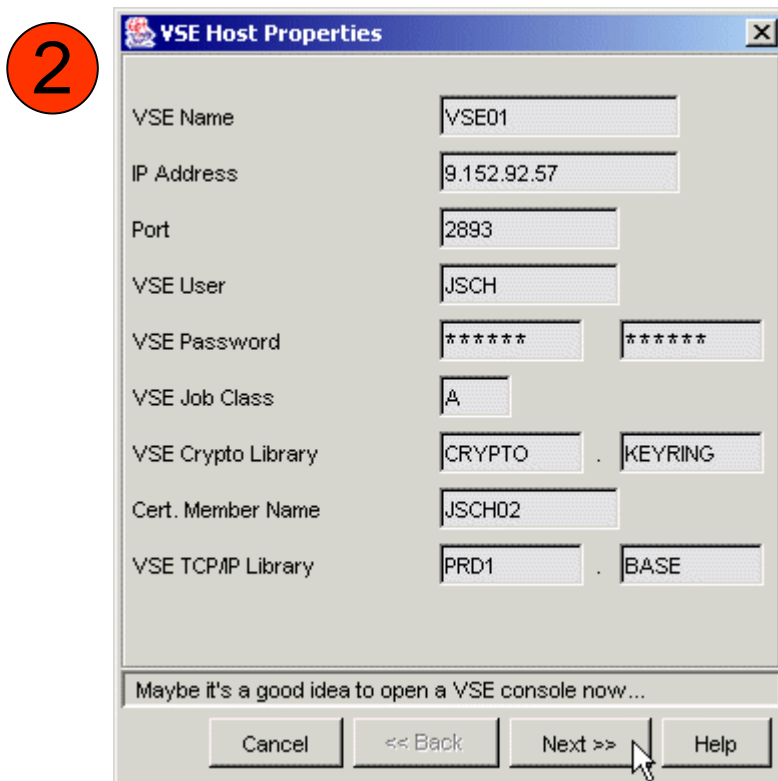 2
VSE Host Properties
VSE Name VSE01
IP Address 9.152.92.57
Port 2893
VSE User JSCH
VSE Password ****** ******
VSE Job Class A
VSE Crypto Library CRYPTO . KEYRING
Cert. Member Name JSCH02
VSE TCP/IP Library PRD1 . BASE
Maybe it's a good idea to open a VSE console now...
Cancel << Back Next >> Help